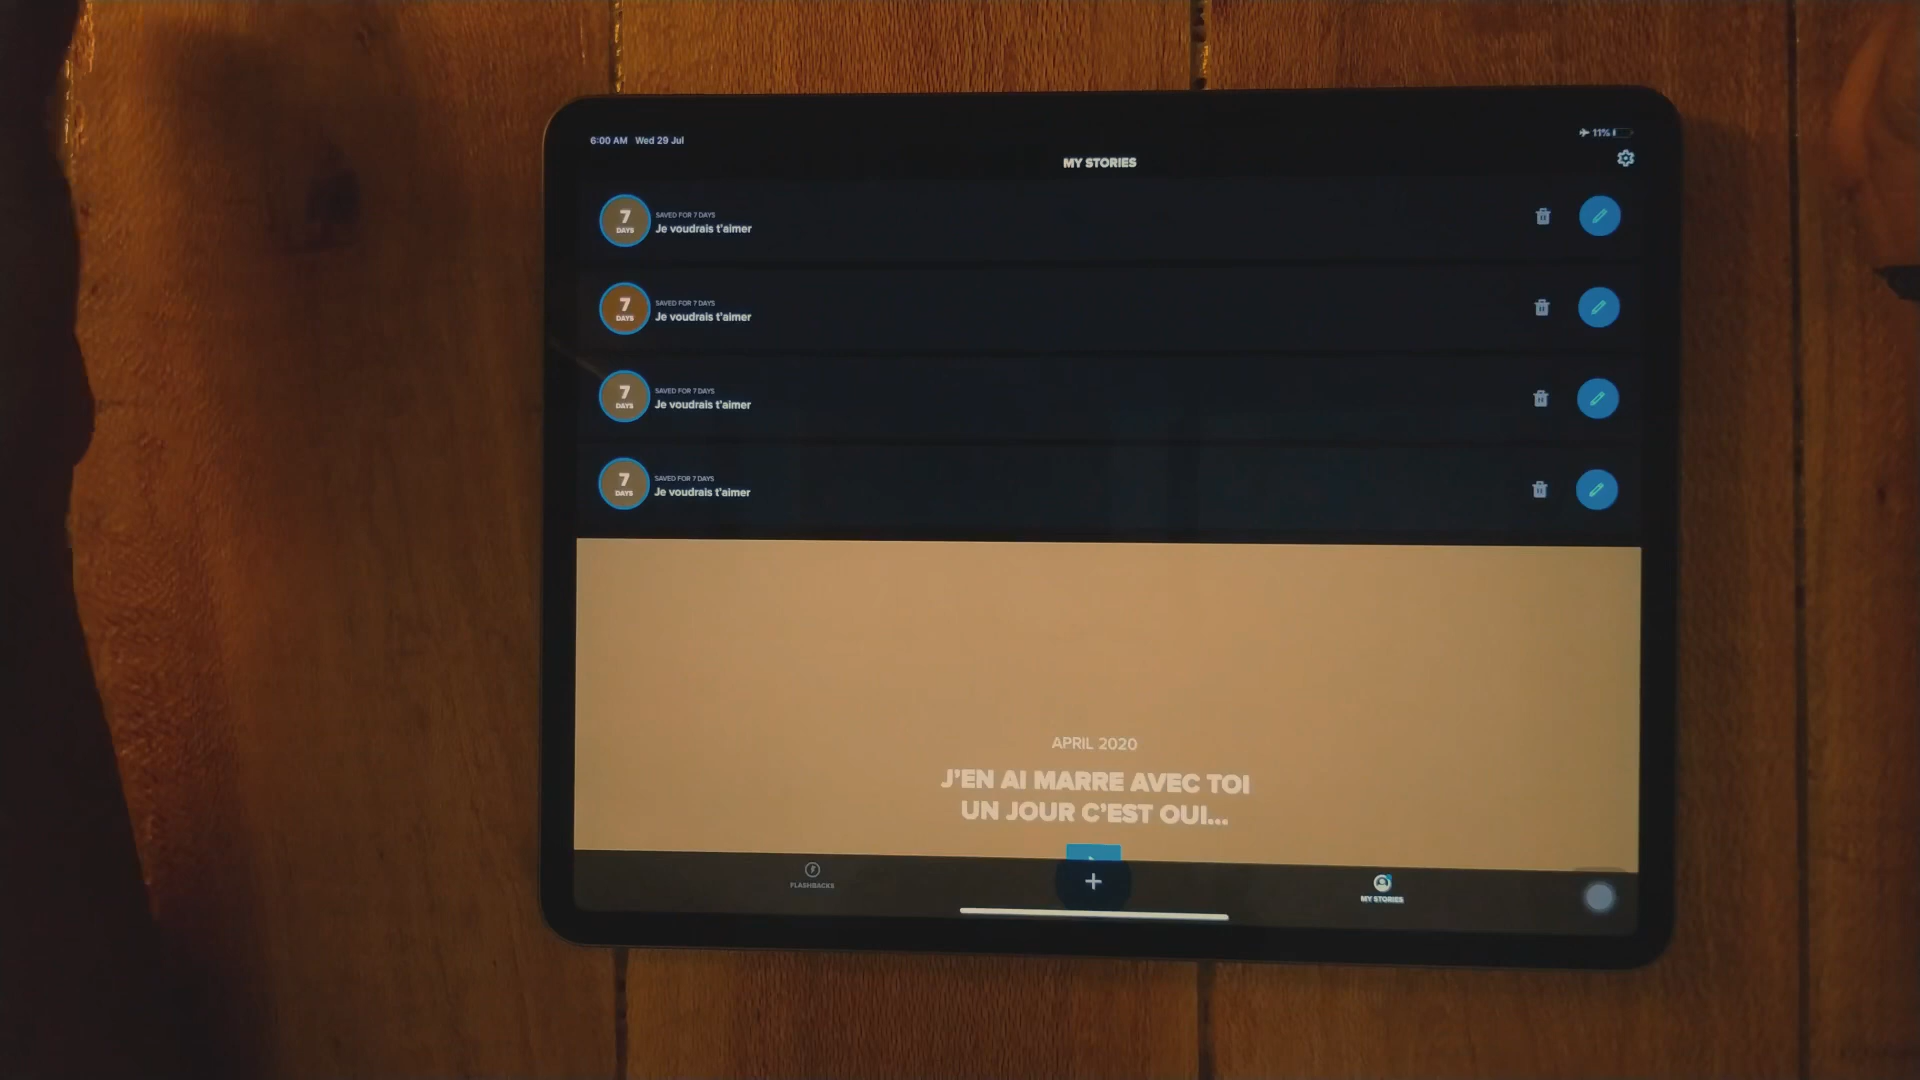 6:00 AM Wed 29 Jul
11%
MY STORIES
7
DAYS
SAVED FOR 7 DAYS
Je voudrais t'aimer
7
DAYS
SAVED FOR 7 DAYS
Je voudrais t'aimer
7
DAYS
SAVED FOR 7 DAYS
Je voudrais t'aimer
7
DAYS
SAVED FOR 7 DAYS
Je voudrais t'aimer
APRIL 2020
J'EN AI MARRE AVEC TOI
UN JOUR C'EST OUI...
FLASHBACKS
MY STORIES